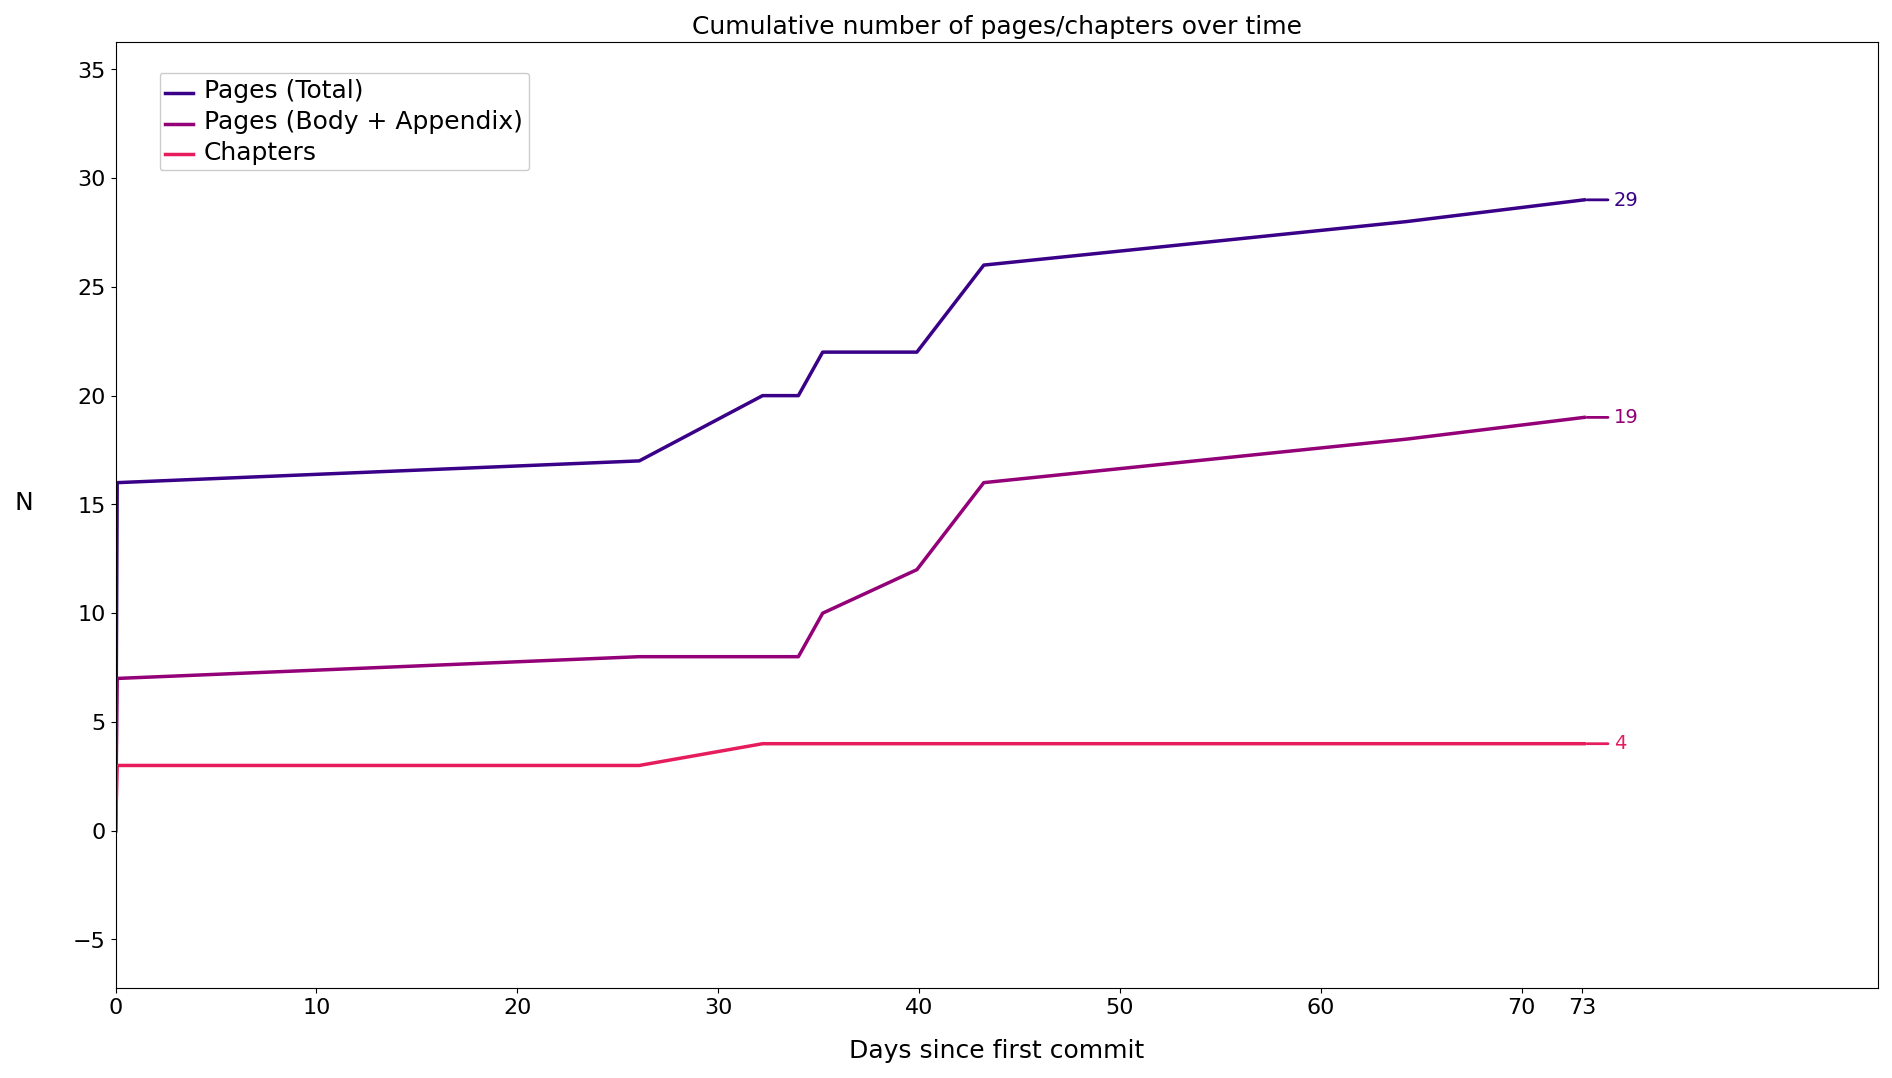 Cumulative number of pages/chapters over time
35
30
25
20
15
10
5
0
−5
N
Pages (Total)
Pages (Body + Appendix)
Chapters
29
19
4
0 10 20 30 40 50 60 70 73
Days since first commit